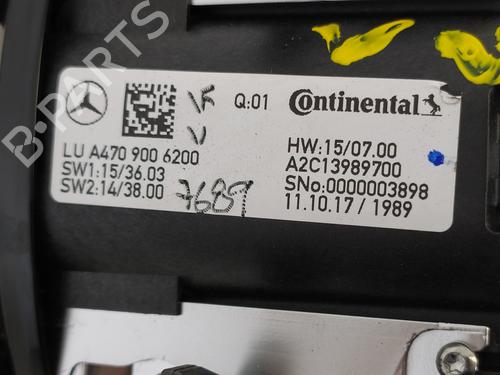 B-PARTS
VF
V
Q:01
Continental
LU A470 900 6200
SW1:15/36.03
SW2:14/38.00
7689
HW:15/07.00
A2C13989700
SNo:0000003898
11.10.17 / 1989